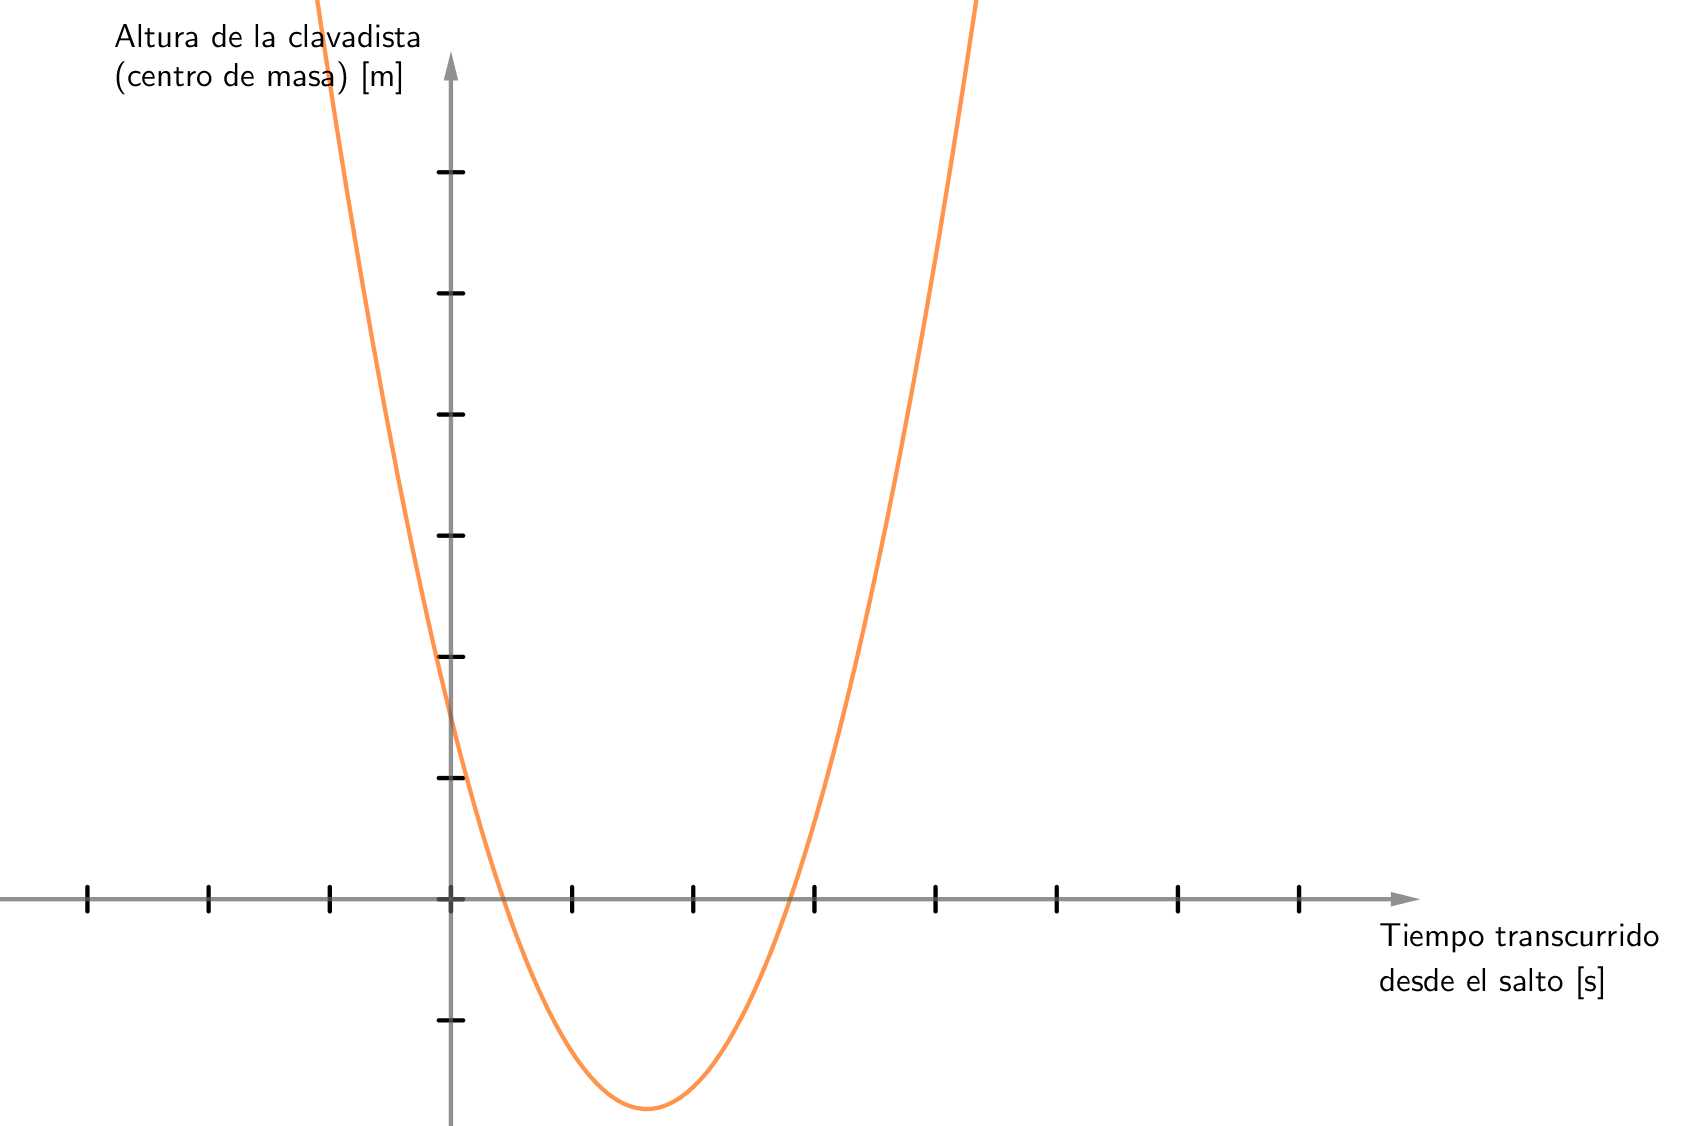 Altura de la clavadista
(centro de masa) [m]
Tiempo transcurrido
desde el salto [s]